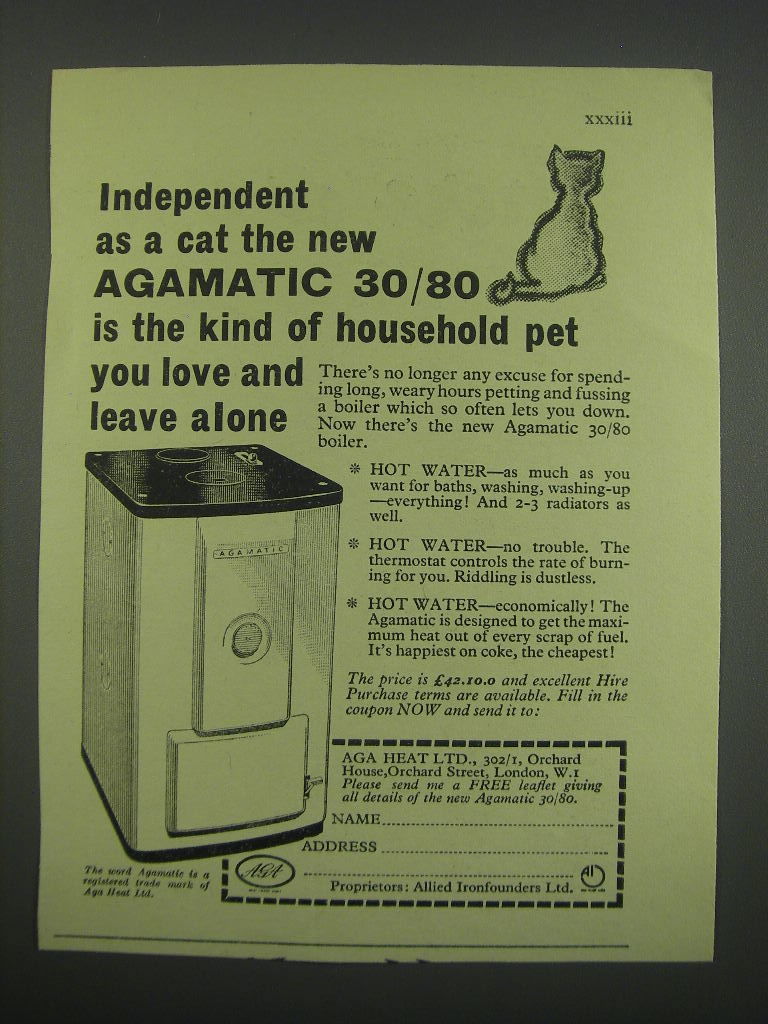 xxxiii
Independent
as a cat the new
AGAMATIC 30/80
is the kind of household pet
you love and
leave alone
There's no longer any excuse for spend-
ing long, weary hours petting and fussing
a boiler which so often lets you down.
Now there's the new Agamatic 30/80
boiler.
* HOT WATER—as much as you
want for baths, washing, washing-up
—everything! And 2-3 radiators as
well.
* HOT WATER—no trouble. The
thermostat controls the rate of burn-
ing for you. Riddling is dustless.
* HOT WATER—economically! The
Agamatic is designed to get the maxi-
mum heat out of every scrap of fuel.
It's happiest on coke, the cheapest!
The price is £42.10.0 and excellent Hire
Purchase terms are available. Fill in the
coupon NOW and send it to:
AGAMATIC
AGA HEAT LTD., 302/1, Orchard
House, Orchard Street, London, W.1
Please send me a FREE leaflet giving
all details of the new Agamatic 30/80.
NAME
ADDRESS
AGA
Proprietors: Allied Ironfounders Ltd.
The word Agamatic is a
registered trade mark of
Aga Heat Ltd.